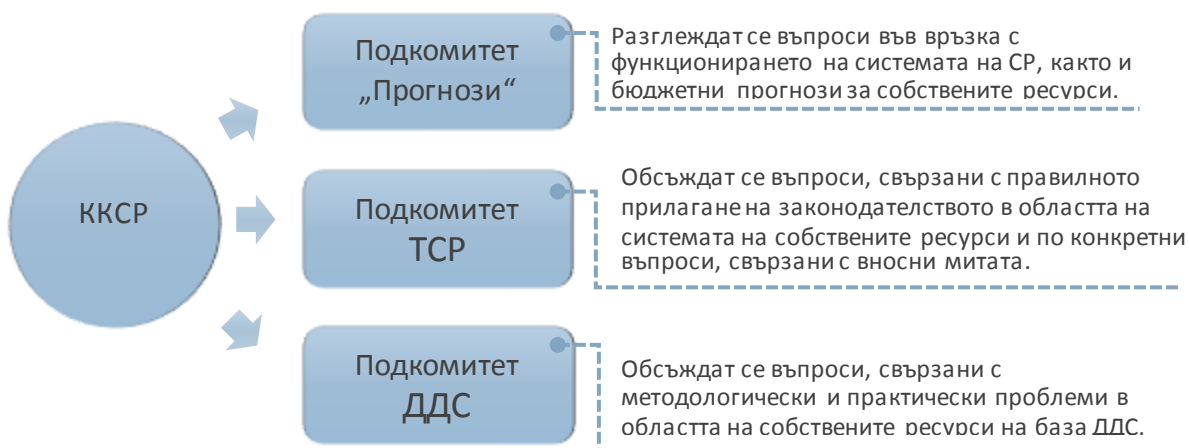 ККСР
Подкомитет
„Прогнози“
Разглеждат се въпроси във връзка с
функционирането на системата на СР, както и
бюджетни прогнози за собствените ресурси.
Подкомитет
ТСР
Обсъждат се въпроси, свързани с правилното
прилагане на законодателството в областта на
системата на собствените ресурси и по конкретни
въпроси, свързани с вносни митата.
Подкомитет
ДДС
Обсъждат се въпроси, свързани с
методологически и практически проблеми в
областта на собствените ресурси на база ДДС.